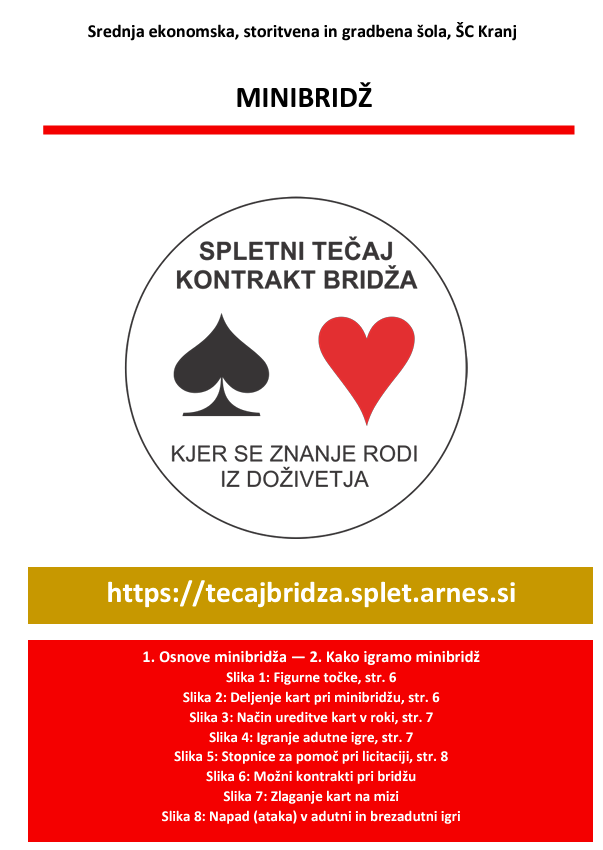 Srednja ekonomska, storitvena in gradbena šola, ŠC Kranj
MINIBRIDŽ
SPLETNI TEČAJ
KONTRAKT BRIDŽA
KJER SE ZNANJE RODI
IZ DOŽIVETJA
https://tecajbridza.splet.arnes.si
1. Osnove minibridža — 2. Kako igramo minibridž
Slika 1: Figurne točke, str. 6
Slika 2: Deljenje kart pri minibridžu, str. 6
Slika 3: Način ureditve kart v roki, str. 7
Slika 4: Igranje adutne igre, str. 7
Slika 5: Stopnice za pomoč pri licitaciji, str. 8
Slika 6: Možni kontrakti pri bridžu
Slika 7: Zlaganje kart na mizi
Slika 8: Napad (ataka) v adutni in brezadutni igri